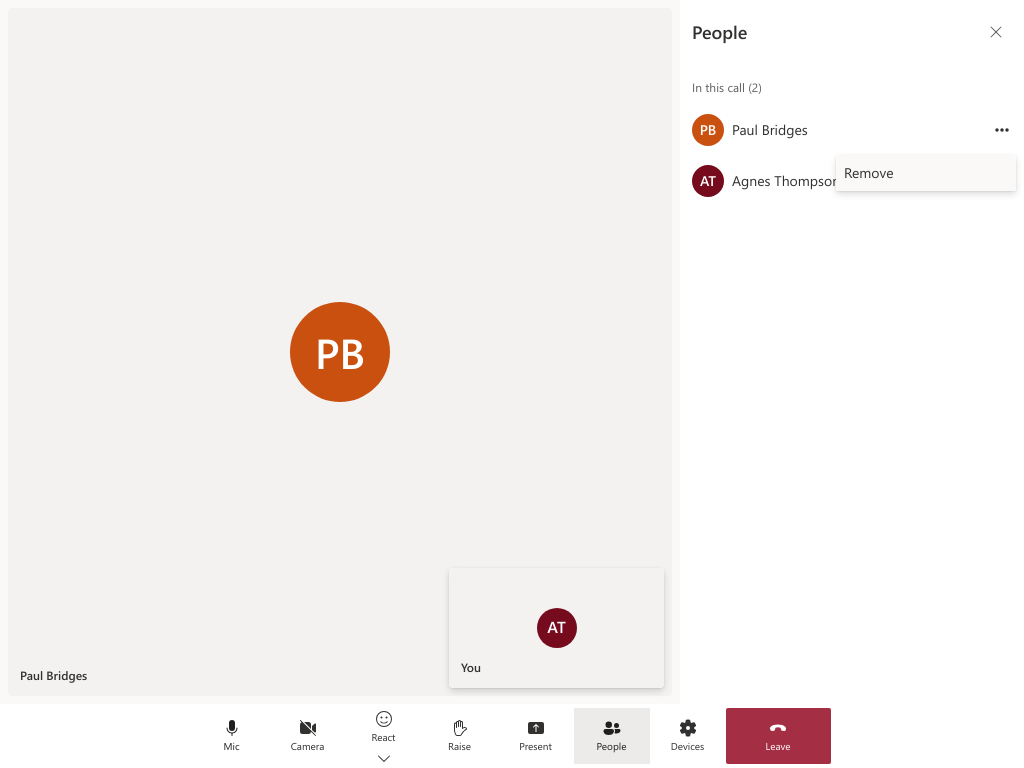 People
In this call (2)
PB Paul Bridges
Remove
AT Agnes Thompson
PB
AT
You
Paul Bridges
Mic
Camera
React
Raise
Present
People
Devices
Leave